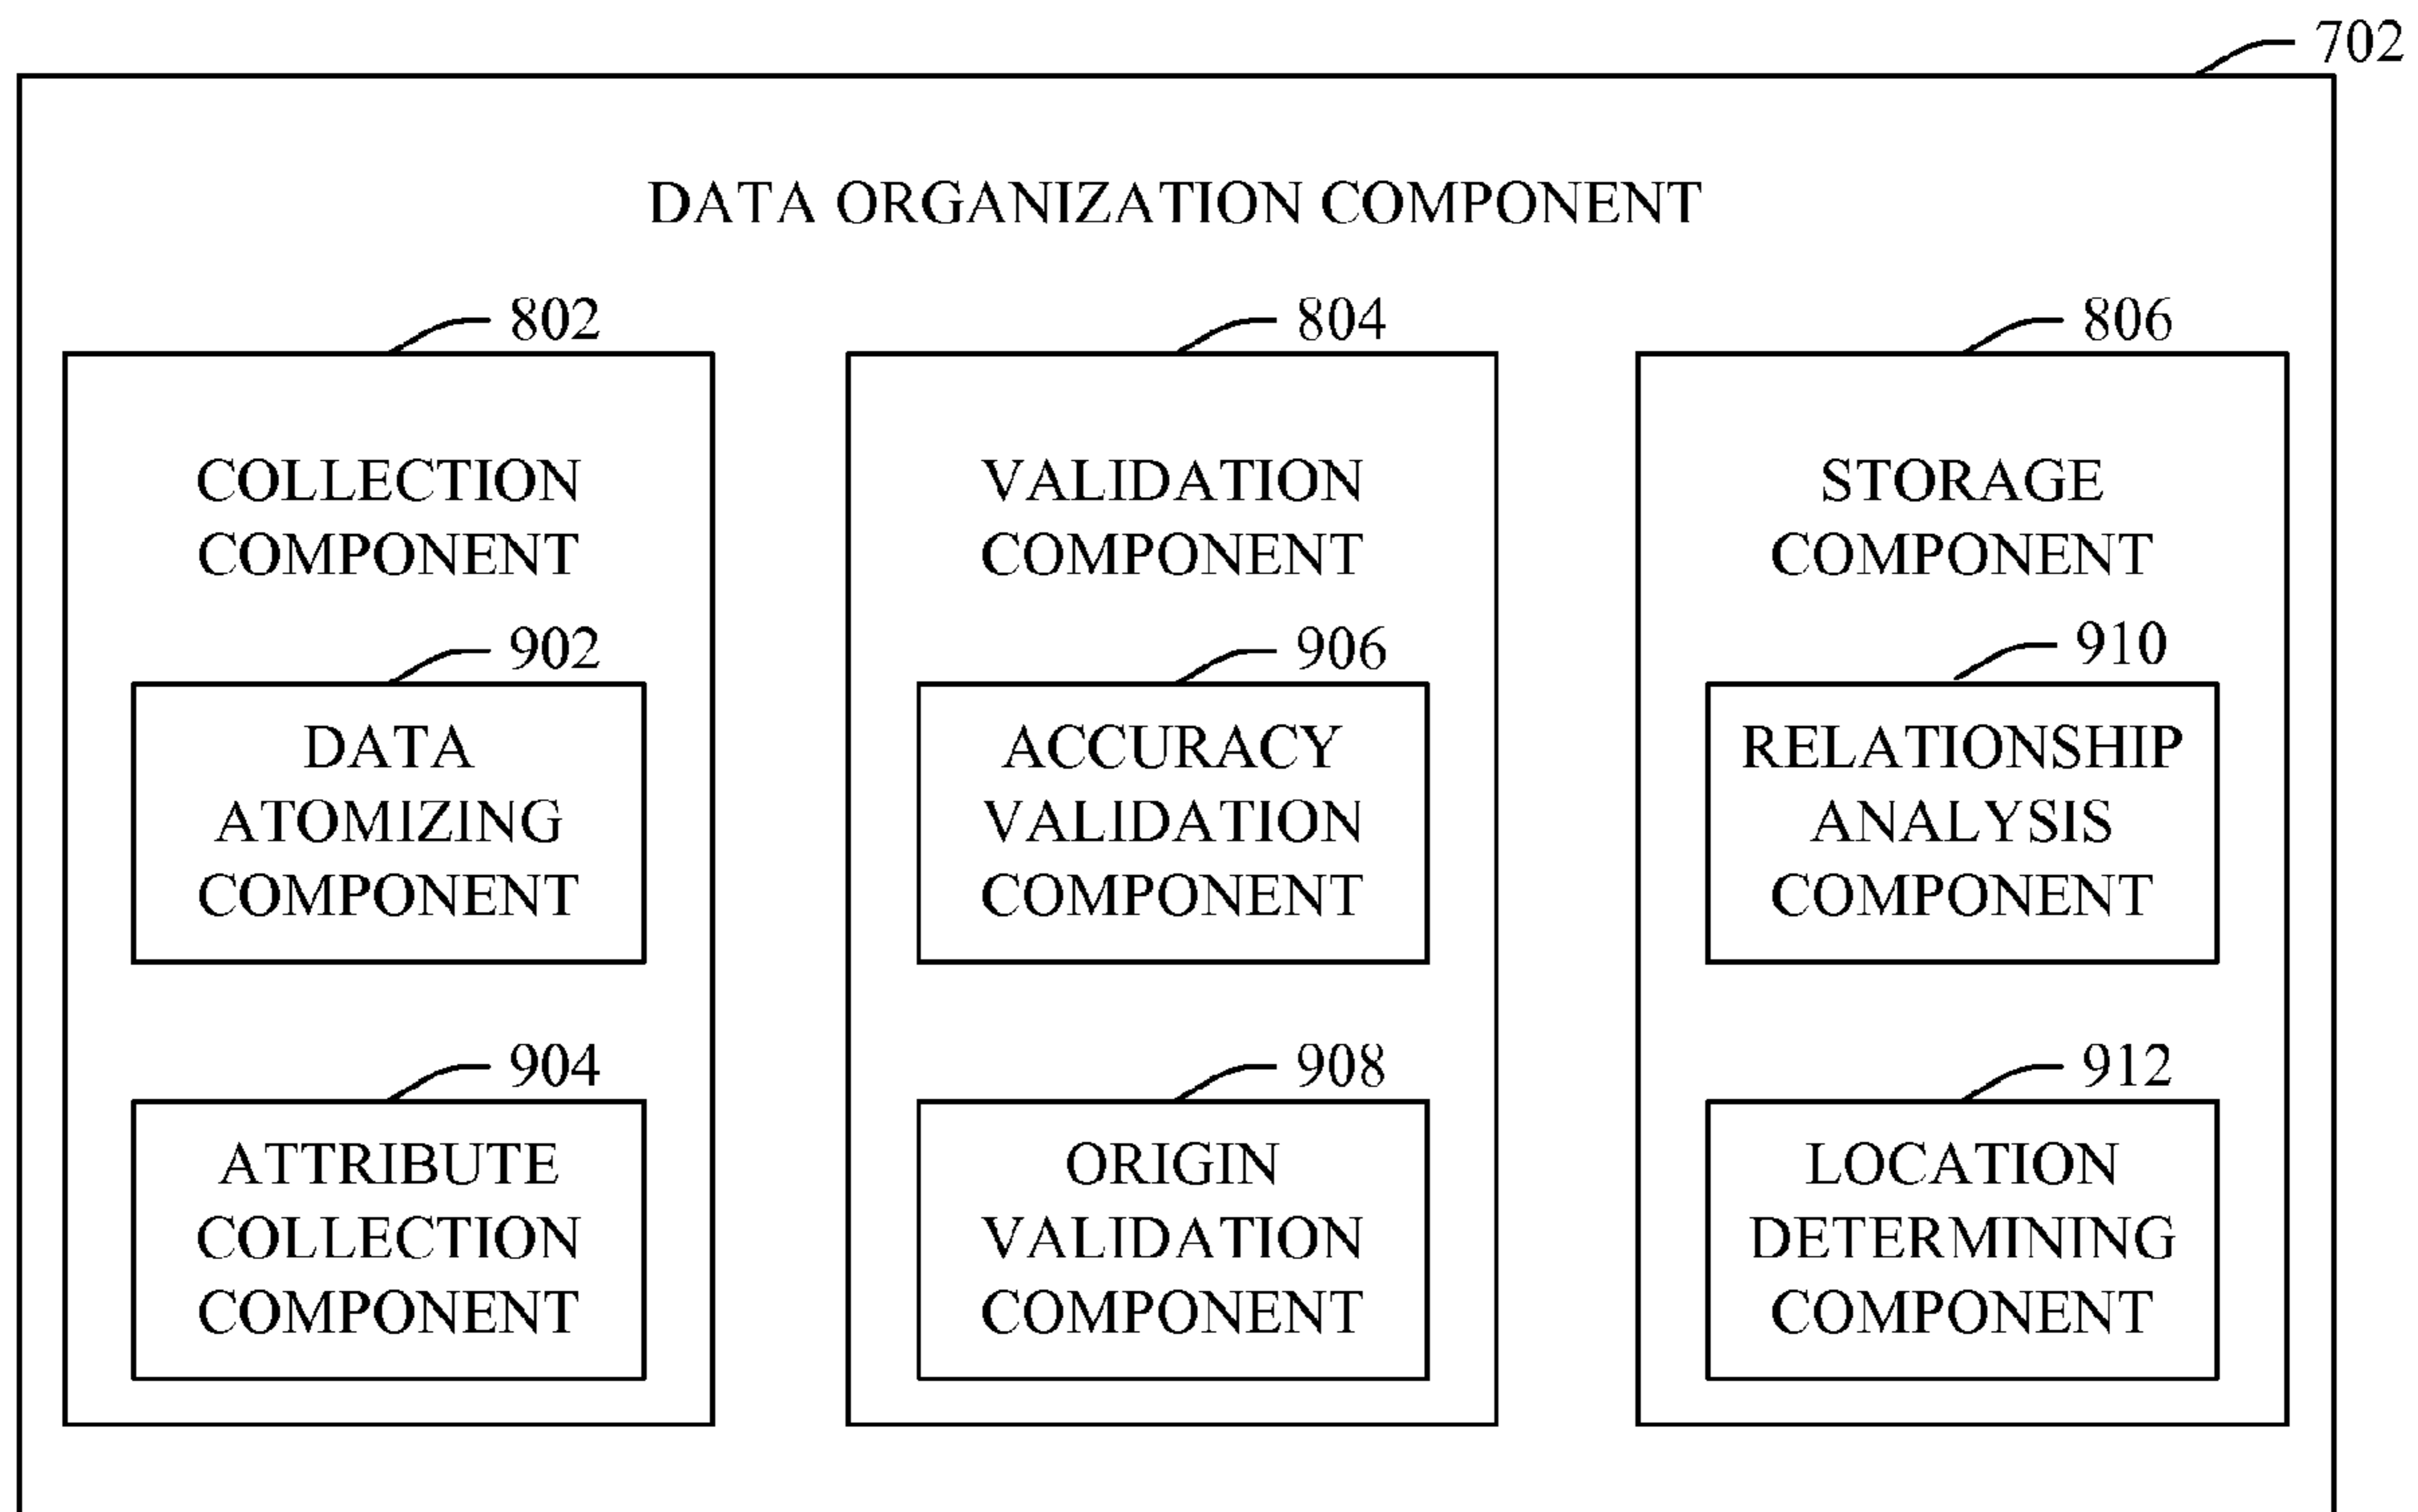 702
DATA ORGANIZATION COMPONENT
802
COLLECTION
COMPONENT
902
DATA
ATOMIZING
COMPONENT
904
ATTRIBUTE
COLLECTION
COMPONENT
804
VALIDATION
COMPONENT
906
ACCURACY
VALIDATION
COMPONENT
908
ORIGIN
VALIDATION
COMPONENT
806
STORAGE
COMPONENT
910
RELATIONSHIP
ANALYSIS
COMPONENT
912
LOCATION
DETERMINING
COMPONENT